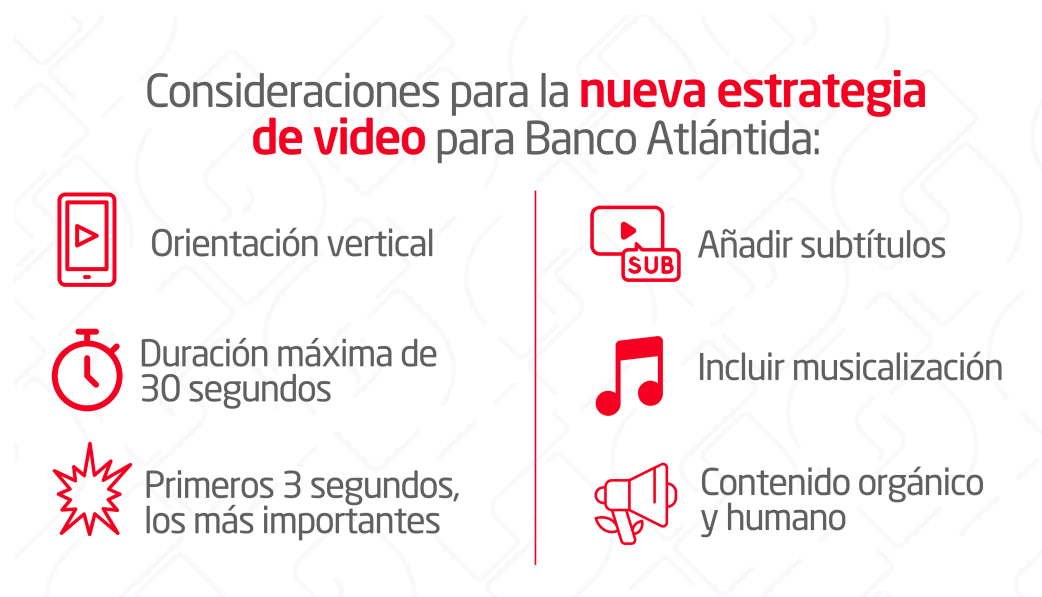 Consideraciones para la nueva estrategia
de video para Banco Atlántida:
Orientación vertical
Duración máxima de
30 segundos
Primeros 3 segundos,
los más importantes
SUB
Añadir subtítulos
Incluir musicalización
Contenido orgánico
y humano